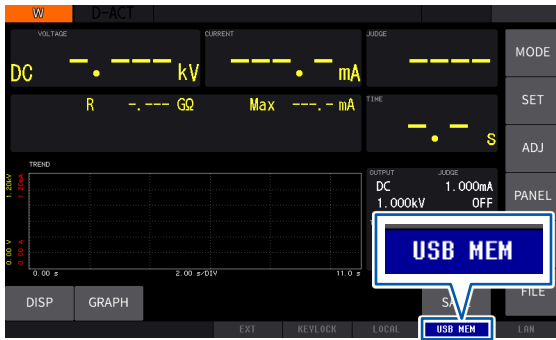 W D-ACT
VOLTAGE CURRENT JUDGE
DC -.--- kV ---.- mA ----
MODE
R -.--- GΩ Max ---.- mA TIME
SET
-.- s
ADJ
TREND
OUTPUT JUDGE
DC 1.000mA
1.000kV OFF
PANEL
1.20kV 1.20mA
0.00 V 0.00 A
USB MEM
0.00 s 2.00 s/DIV 11.0 s
DISP GRAPH FILE
EXT KEYLOCK LOCAL USB MEM LAN